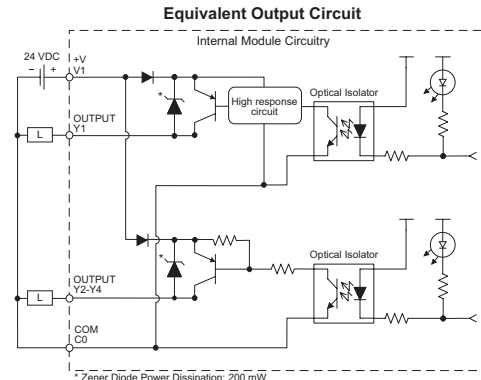 Equivalent Output Circuit
Internal Module Circuitry
24 VDC
− +
+V
V1
*
High response
circuit
Optical Isolator
OUTPUT
Y1
L
*
Optical Isolator
OUTPUT
Y2-Y4
L
COM
C0
* Zener Diode Power Dissipation: 200 mW